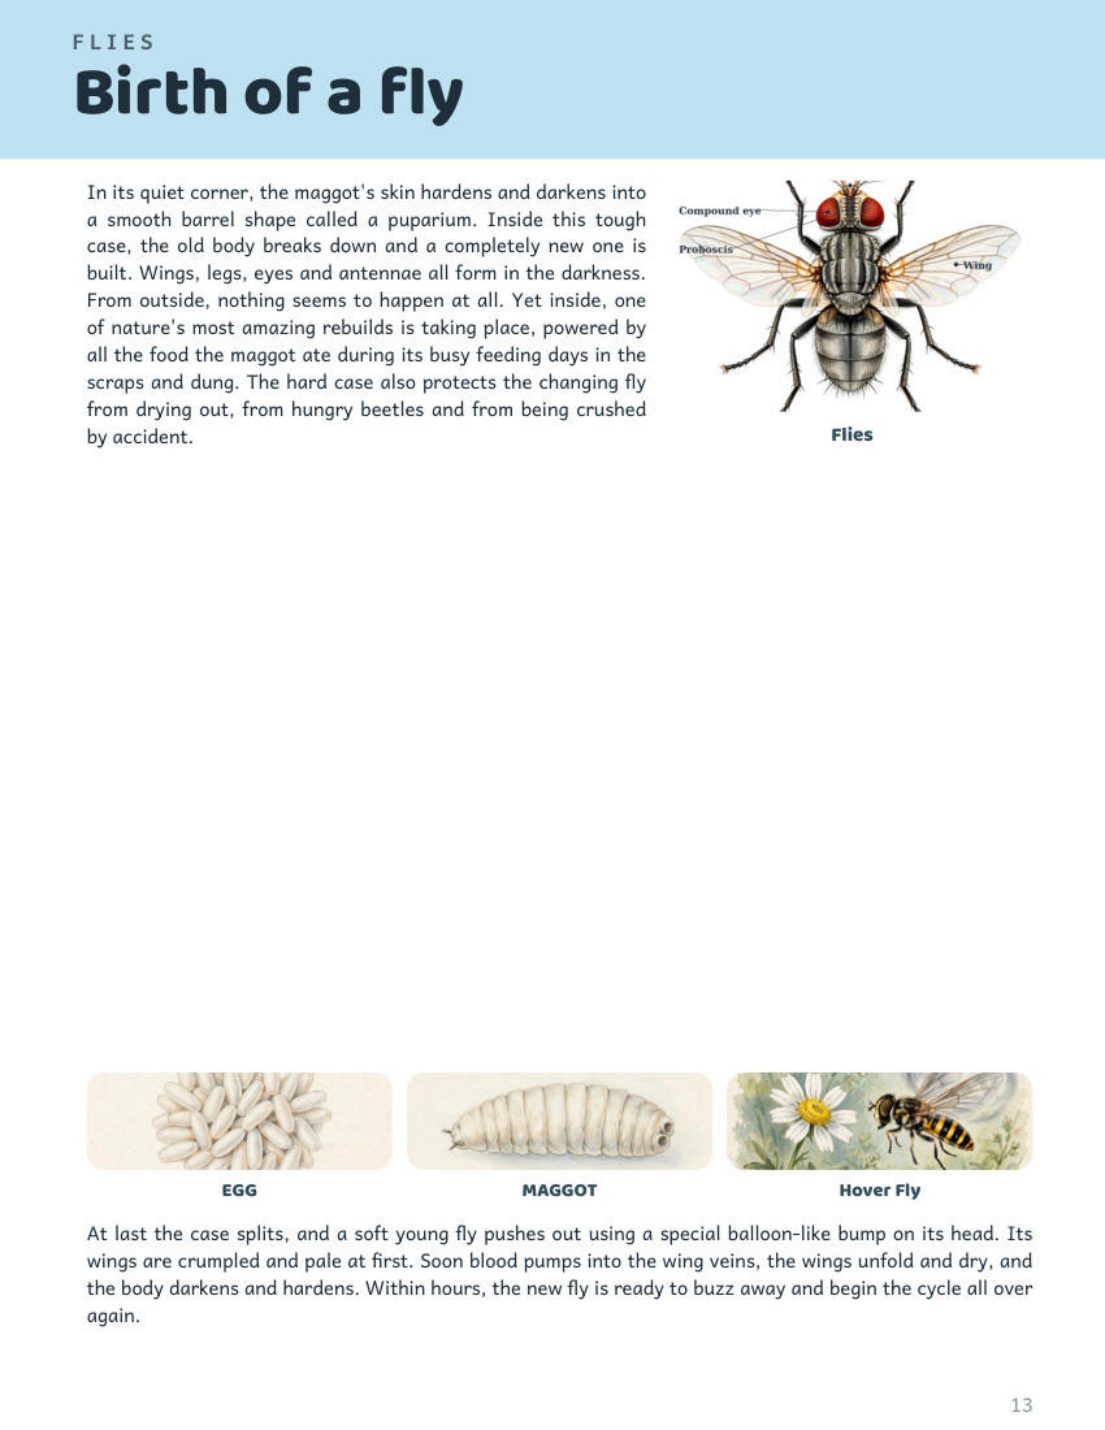 FLIES
Birth of a fly
In its quiet corner, the maggot's skin hardens and darkens into
a smooth barrel shape called a puparium. Inside this tough
case, the old body breaks down and a completely new one is
built. Wings, legs, eyes and antennae all form in the darkness.
From outside, nothing seems to happen at all. Yet inside, one
of nature's most amazing rebuilds is taking place, powered by
all the food the maggot ate during its busy feeding days in the
scraps and dung. The hard case also protects the changing fly
from drying out, from hungry beetles and from being crushed
by accident.
Compound eye
Proboscis
Wing
Flies
EGG
MAGGOT
Hover Fly
At last the case splits, and a soft young fly pushes out using a special balloon-like bump on its head. Its
wings are crumpled and pale at first. Soon blood pumps into the wing veins, the wings unfold and dry, and
the body darkens and hardens. Within hours, the new fly is ready to buzz away and begin the cycle all over
again.
13